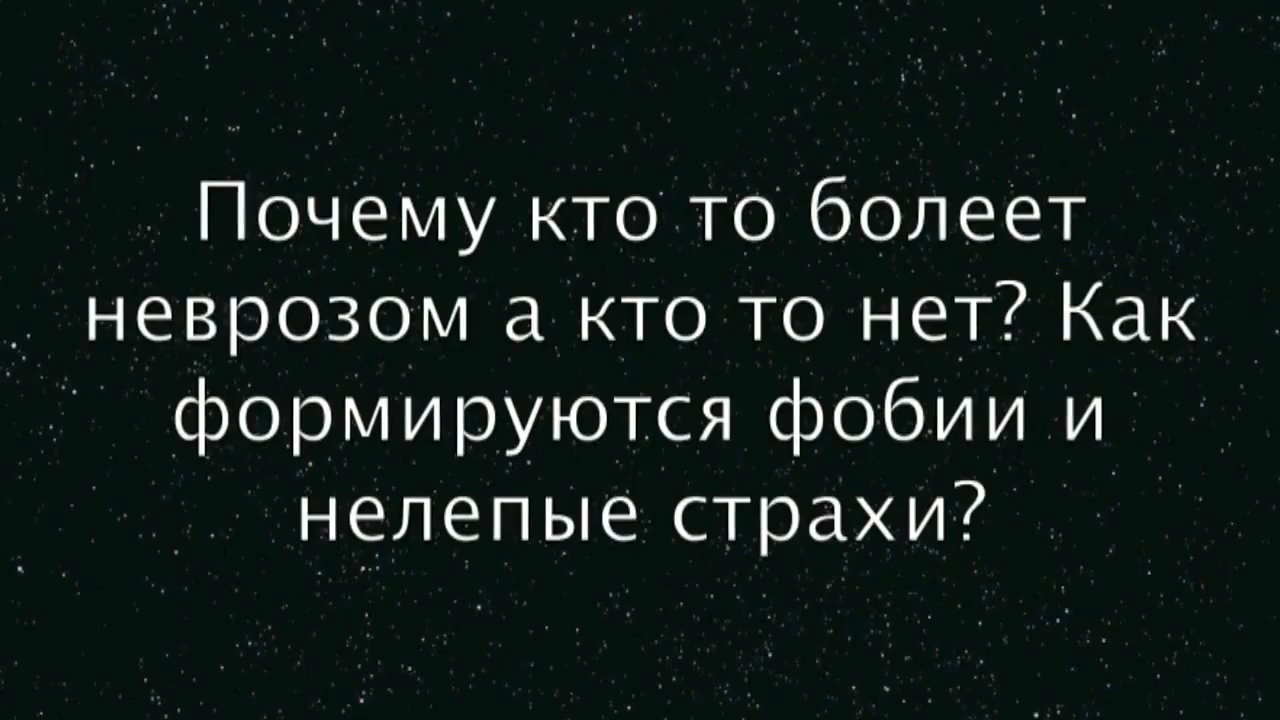 Почему кто то болеет
неврозом а кто то нет? Как
формируются фобии и
нелепые страхи?